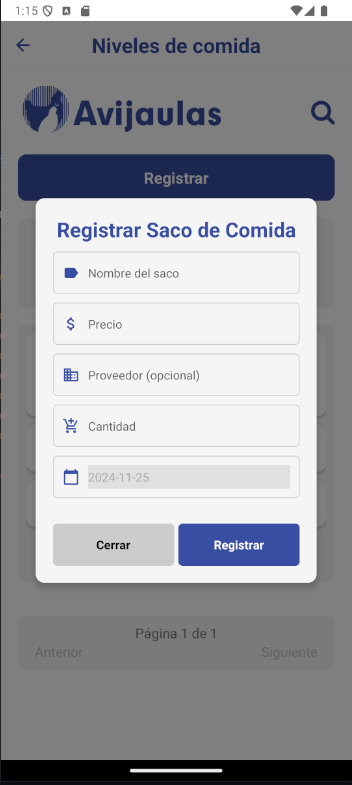 1:15
Niveles de comida
Avijaulas
Registrar
Registrar Saco de Comida
Nombre del saco
Precio
Proveedor (opcional)
Cantidad
2024-11-25
Cerrar Registrar
Página 1 de 1
Anterior Siguiente